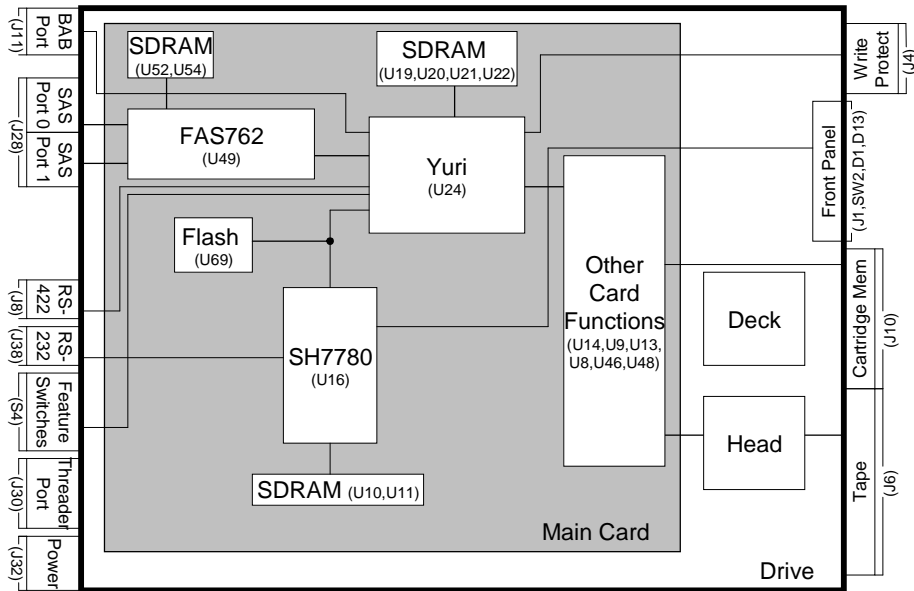 BAB
Port
(J11)
SAS
Port 0
SAS
Port 1
(J28)
RS-
422
(J8)
RS-
232
(J38)
Feature
Switches
(S4)
Threader
Port
(J30)
Power
(J32)
SDRAM
(U52,U54)
SDRAM
(U19,U20,U21,U22)
FAS762
(U49)
Yuri
(U24)
Flash
(U69)
SH7780
(U16)
SDRAM (U10,U11)
Other
Card
Functions
(U14,U9,U13,
U8,U46,U48)
Main Card
Deck
Head
Drive
Write
Protect
(J4)
Front Panel
(J1,SW2,D1,D13)
Cartridge Mem
(J10)
Tape
(J6)